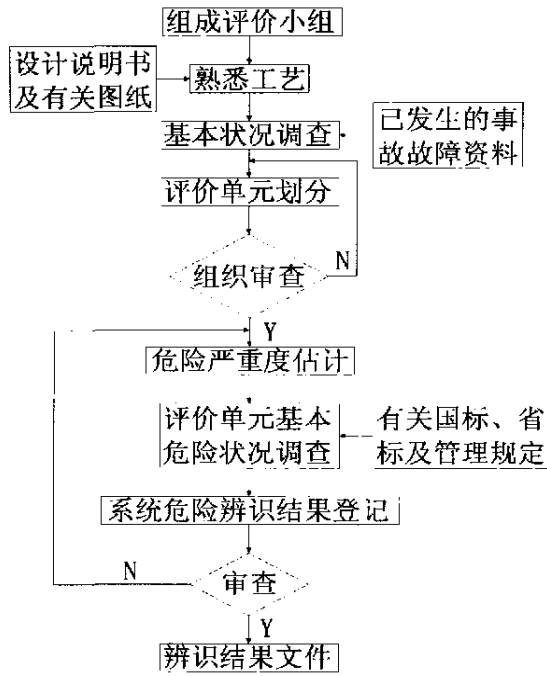 组成评价小组
设计说明书
及有关图纸
熟悉工艺
基本状况调查
已发生的事
故故障资料
评价单元划分
组织审查
N
Y
危险严重度估计
评价单元基本
危险状况调查
有关国标、省
标及管理规定
系统危险辨识结果登记
N
审查
Y
辨识结果文件